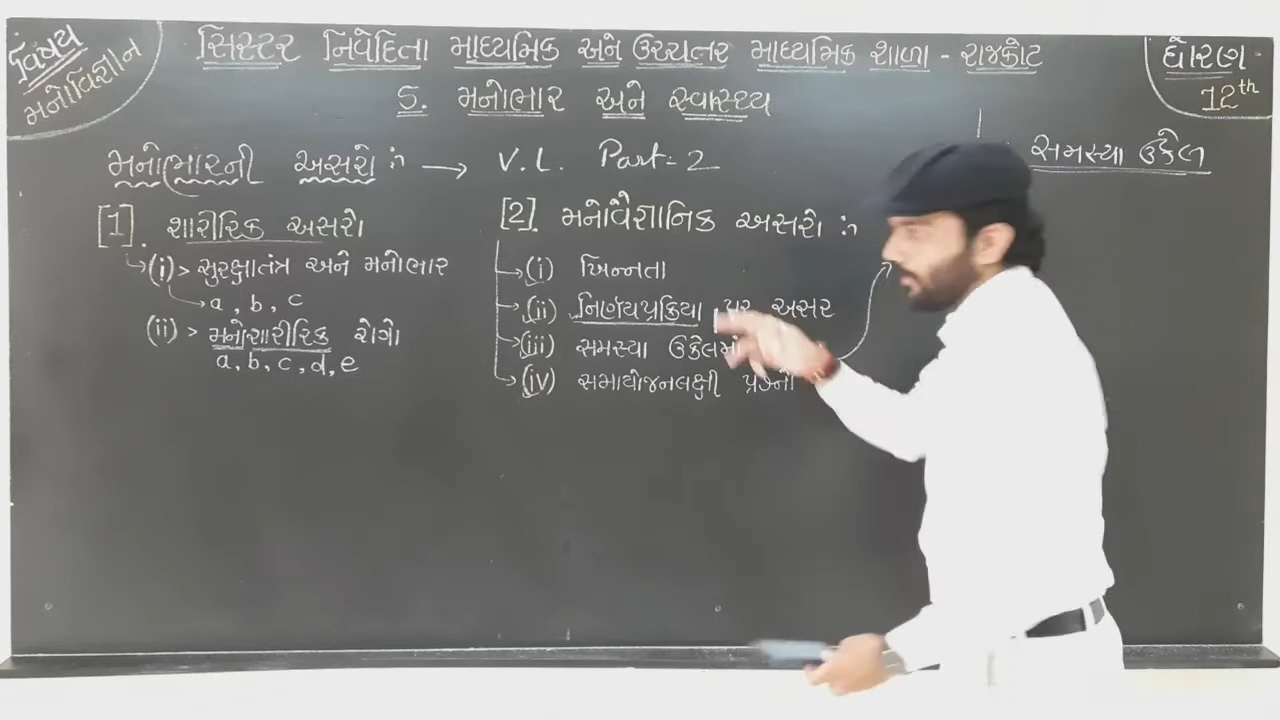 વિષય
મનોવિજ્ઞાન
સિસ્ટર નિવેદિતા માધ્યમિક અને ઉચ્ચતર માધ્યમિક શાળા - રાજકોટ
ધોરણ
12th
5. મનોભાર અને સ્વાસ્થ્ય
મનોભારની અસરો :- → V.L. Part-2
સમસ્યા ઉકેલ
[1]. શારીરિક અસરો
(i) > સુરક્ષાતંત્ર અને મનોભાર
a, b, c
(ii) > મનોશારીરિક રોગો
a, b, c, d, e
[2]. મનોવૈજ્ઞાનિક અસરો :-
(i) ખિન્નતા
(ii) નિર્ણયપ્રક્રિયા પર અસર
(iii) સમસ્યા ઉકેલમાં
(iv) સમાયોજનલક્ષી પ્રશ્નો